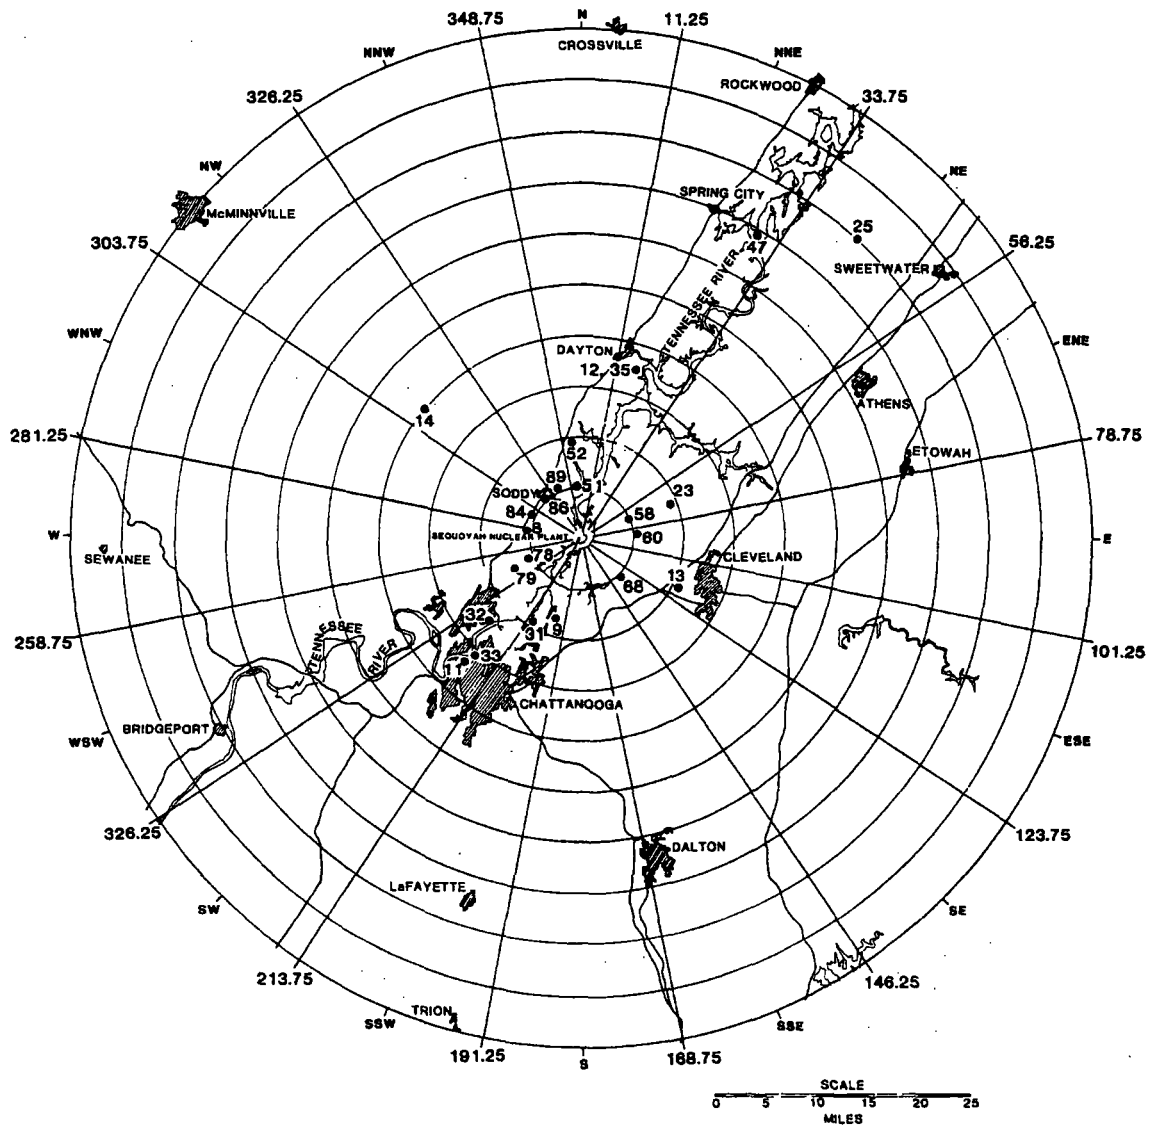 N
348.75
11.25
CROSSVILLE
NNW
NNE
ROCKWOOD
326.25
33.75
NW
NE
SPRING CITY
McMINNVILLE
25
47
303.75
56.25
SWEETWATER
TENNESSEE RIVER
WNW
ENE
DAYTON
12, 35
ATHENS
14
281.25
78.75
52
ETOWAH
89
51
SODDY
86
23
84
58
8
W
SEQUOYAH NUCLEAR PLANT
60
E
SEWANEE
78
CLEVELAND
79
13
68
32
31
9
TENNESSEE
RIVER
258.75
101.25
33
11
CHATTANOOGA
BRIDGEPORT
WSW
ESE
326.25
123.75
DALTON
LaFAYETTE
SW
SE
213.75
146.25
TRION
SSW
SSE
191.25
S
168.75
SCALE
0 5 10 15 20 25
MILES